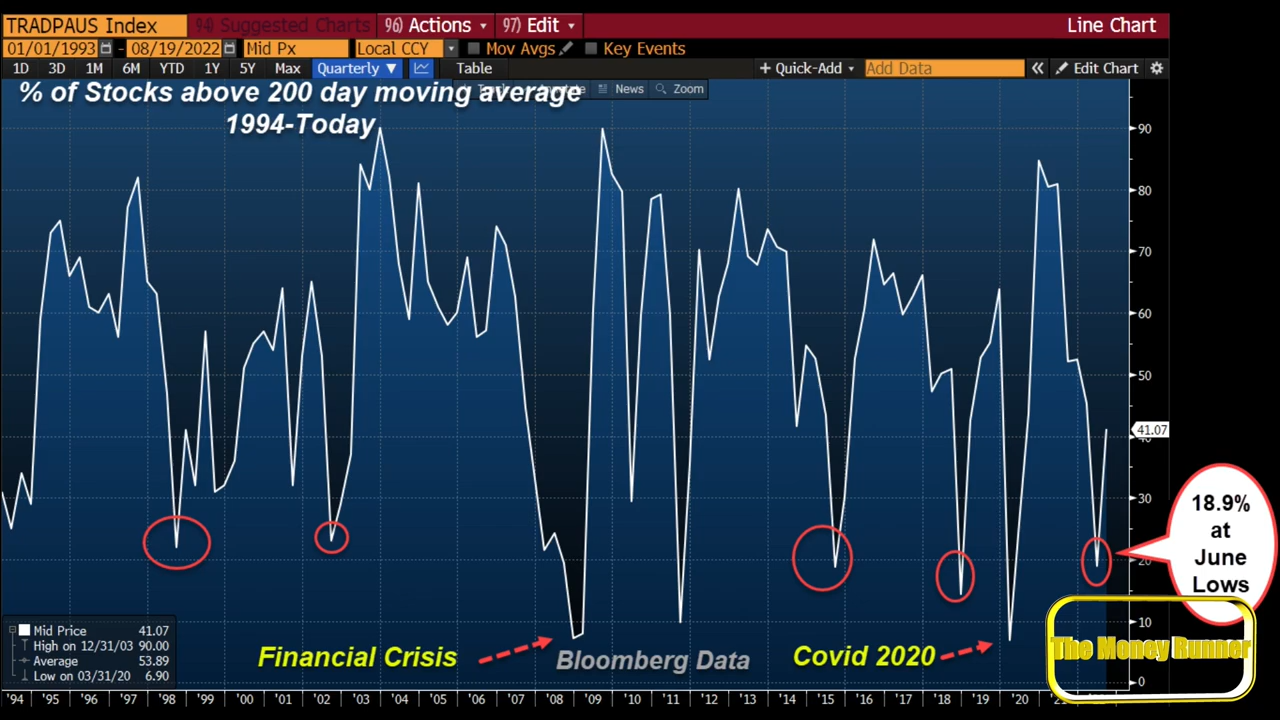 TRADPAUS Index
94) Suggested Charts
96) Actions
97) Edit
Line Chart
01/01/1993 - 08/19/2022
Mid Px
Local CCY
Mov Avgs
Key Events
1D 3D 1M 6M YTD 1Y 5Y Max Quarterly Table
+ Quick-Add
Add Data
« Edit Chart
% of Stocks above 200 day moving average
News Zoom
1994-Today
90
80
70
60
50
41.07
30
20
10
0
18.9%
at
June
Lows
Mid Price 41.07
High on 12/31/03 90.00
Average 53.89
Low on 03/31/20 6.90
Financial Crisis
Bloomberg Data
Covid 2020
The Money Runner
'94 '95 '96 '97 '98 '99 '00 '01 '02 '03 '04 '05 '06 '07 '08 '09 '10 '11 '12 '13 '14 '15 '16 '17 '18 '19 '20